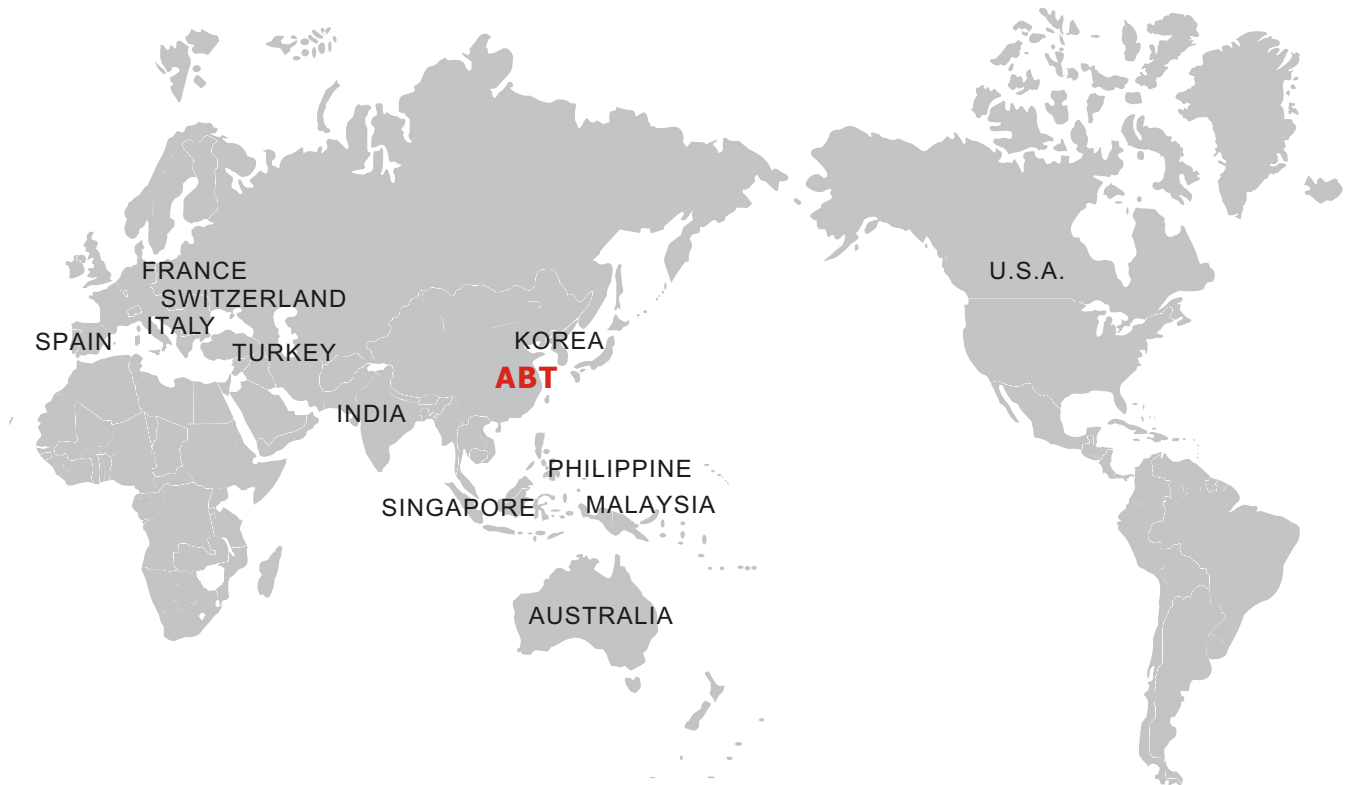 FRANCE
U.S.A.
SWITZERLAND
ITALY
SPAIN
KOREA
TURKEY
ABT
INDIA
PHILIPPINE
SINGAPORE
MALAYSIA
AUSTRALIA